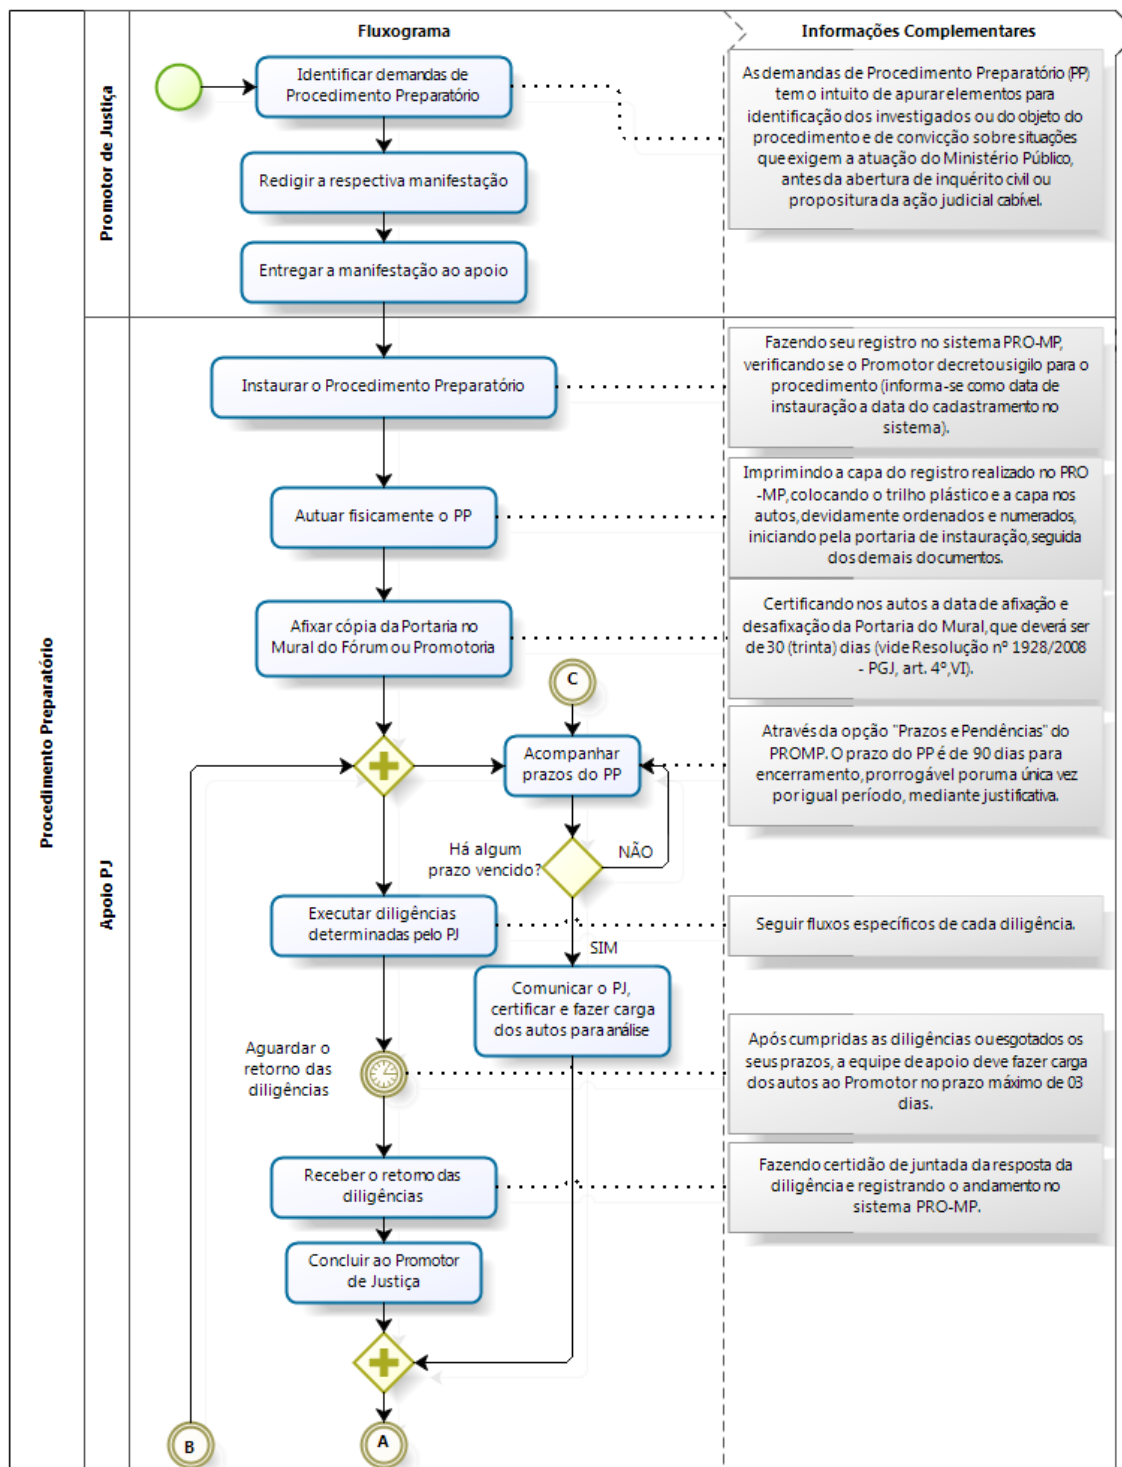 Fluxograma
Informações Complementares
Procedimento Preparatório
Promotor de Justiça
Identificar demandas de
Procedimento Preparatório
As demandas de Procedimento Preparatório (PP)
tem o intuito de apurar elementos para
identificação dos investigados ou do objeto do
procedimento e de convicção sobre situações
que exigem a atuação do Ministério Público,
antes da abertura de inquérito civil ou
propositura da ação judicial cabível.
Redigir a respectiva manifestação
Entregar a manifestação ao apoio
Apoio PJ
Instaurar o Procedimento Preparatório
Fazendo seu registro no sistema PRO-MP,
verificando se o Promotor decretou sigilo para o
procedimento (informa-se como data de
instauração a data do cadastramento no
sistema).
Autuar fisicamente o PP
Imprimindo a capa do registro realizado no PRO
-MP, colocando o trilho plástico e a capa nos
autos, devidamente ordenados e numerados,
iniciando pela portaria de instauração, seguida
dos demais documentos.
Afixar cópia da Portaria no
Mural do Fórum ou Promotoria
Certificando nos autos a data de afixação e
desafixação da Portaria do Mural, que deverá ser
de 30 (trinta) dias (vide Resolução nº 1928/2008
- PGJ, art. 4º, VI).
C
Acompanhar
prazos do PP
Através da opção "Prazos e Pendências" do
PROMP. O prazo do PP é de 90 dias para
encerramento, prorrogável por uma única vez
por igual período, mediante justificativa.
Há algum
prazo vencido?
NÃO
SIM
Executar diligências
determinadas pelo PJ
Seguir fluxos específicos de cada diligência.
Comunicar o PJ,
certificar e fazer carga
dos autos para análise
Aguardar o
retorno das
diligências
Após cumpridas as diligências ou esgotados os
seus prazos, a equipe de apoio deve fazer carga
dos autos ao Promotor no prazo máximo de 03
dias.
Receber o retorno das
diligências
Fazendo certidão de juntada da resposta da
diligência e registrando o andamento no
sistema PRO-MP.
Concluir ao Promotor
de Justiça
B
A